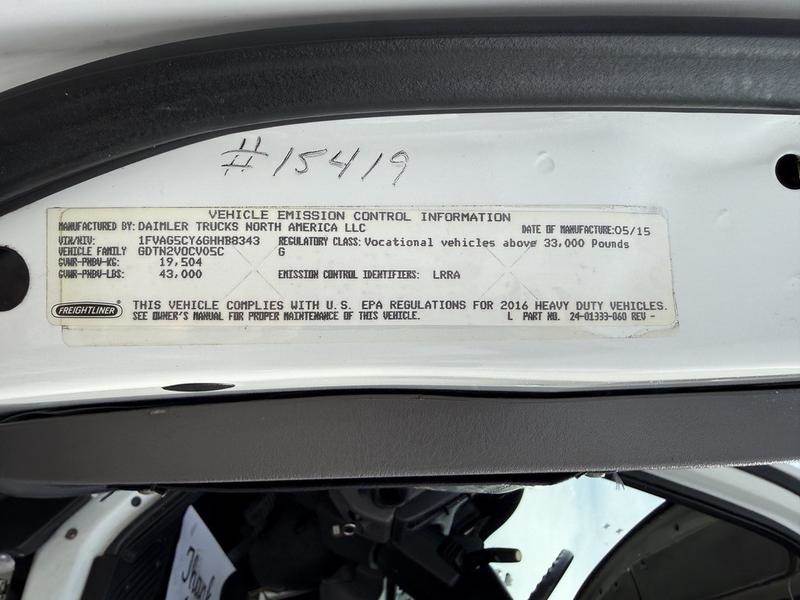 #15419
VEHICLE EMISSION CONTROL INFORMATION
MANUFACTURED BY: DAIMLER TRUCKS NORTH AMERICA LLC DATE OF MANUFACTURE: 05/15
VIN/NIV: 1FVAG5CY6GHHB8343 REGULATORY CLASS: Vocational vehicles above 33,000 Pounds
VEHICLE FAMILY GDTN2VOCV05C G
GVWR-PNBV-KG: 19,504
GVWR-PNBV-LBS: 43,000 EMISSION CONTROL IDENTIFIERS: LRRA
FREIGHTLINER THIS VEHICLE COMPLIES WITH U.S. EPA REGULATIONS FOR 2016 HEAVY DUTY VEHICLES.
SEE OWNER'S MANUAL FOR PROPER MAINTENANCE OF THIS VEHICLE. L PART NO. 24-01333-060 REV -
Thank